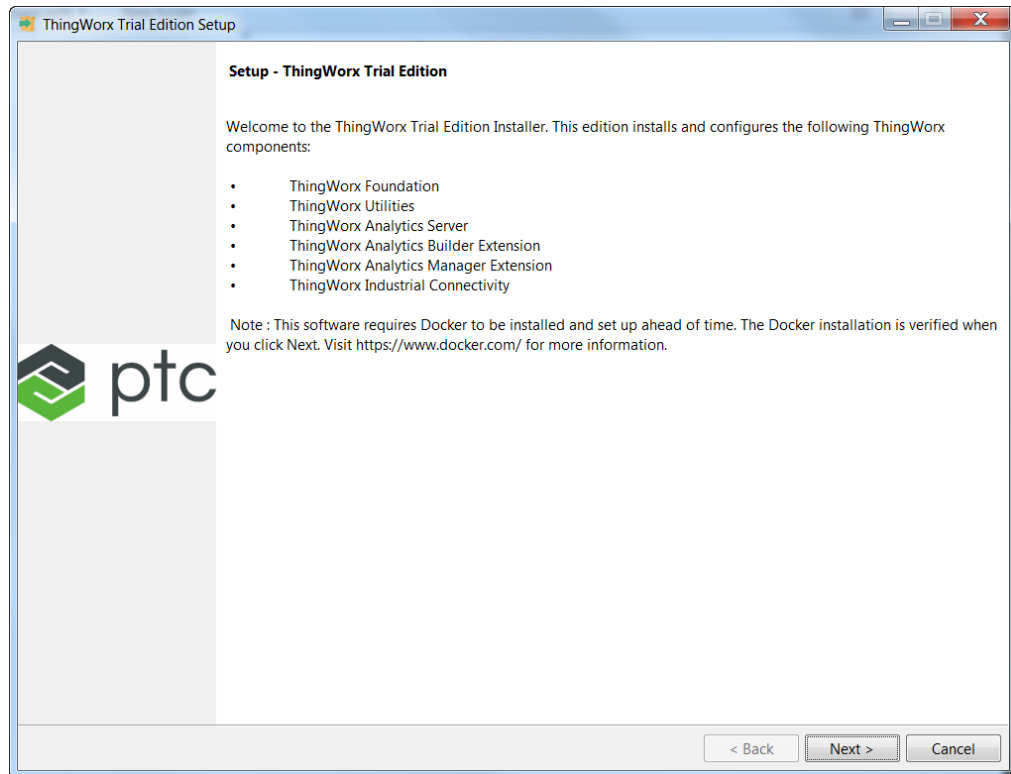 ThingWorx Trial Edition Setup
Setup - ThingWorx Trial Edition
Welcome to the ThingWorx Trial Edition Installer. This edition installs and configures the following ThingWorx
components:
• ThingWorx Foundation
• ThingWorx Utilities
• ThingWorx Analytics Server
• ThingWorx Analytics Builder Extension
• ThingWorx Analytics Manager Extension
• ThingWorx Industrial Connectivity
Note : This software requires Docker to be installed and set up ahead of time. The Docker installation is verified when
you click Next. Visit https://www.docker.com/ for more information.
ptc
< Back Next > Cancel